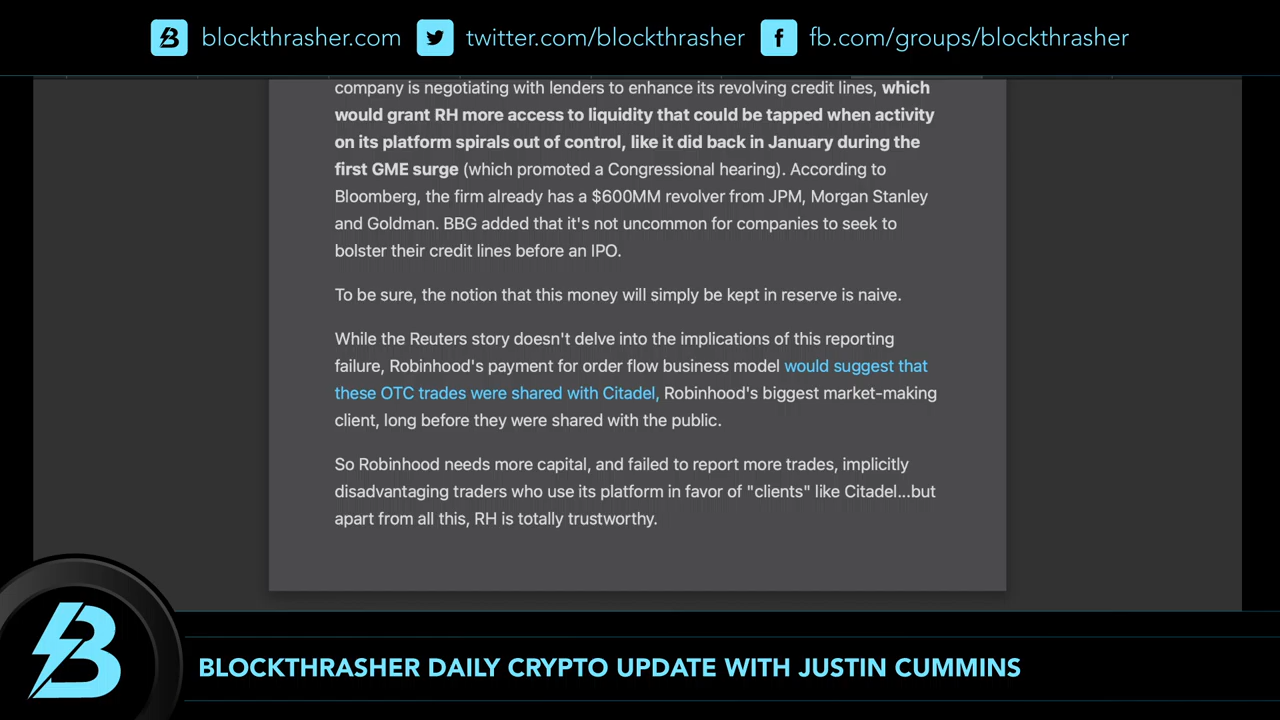 blockthrasher.com twitter.com/blockthrasher fb.com/groups/blockthrasher
company is negotiating with lenders to enhance its revolving credit lines, which
would grant RH more access to liquidity that could be tapped when activity
on its platform spirals out of control, like it did back in January during the
first GME surge (which promoted a Congressional hearing). According to
Bloomberg, the firm already has a $600MM revolver from JPM, Morgan Stanley
and Goldman. BBG added that it's not uncommon for companies to seek to
bolster their credit lines before an IPO.
To be sure, the notion that this money will simply be kept in reserve is naive.
While the Reuters story doesn't delve into the implications of this reporting
failure, Robinhood's payment for order flow business model would suggest that
these OTC trades were shared with Citadel, Robinhood's biggest market-making
client, long before they were shared with the public.
So Robinhood needs more capital, and failed to report more trades, implicitly
disadvantaging traders who use its platform in favor of "clients" like Citadel...but
apart from all this, RH is totally trustworthy.
B
BLOCKTHRASHER DAILY CRYPTO UPDATE WITH JUSTIN CUMMINS